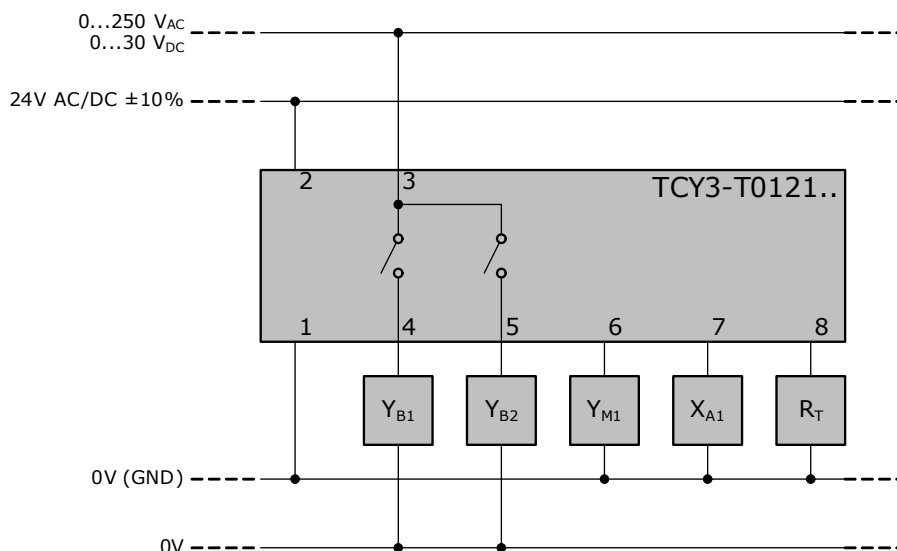 0...250 VAC
0...30 VDC
24V AC/DC ±10%
2 3 TCY3-T0121..
1 4 5 6 7 8
YB1 YB2 YM1 XA1 RT
0V (GND)
0V